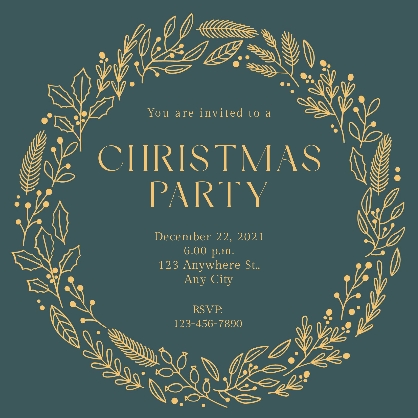 You are invited to a
CHRISTMAS
PARTY
December 22, 2021
6.00 p.m.
123 Anywhere St.,
Any City
RSVP:
123-456-7890